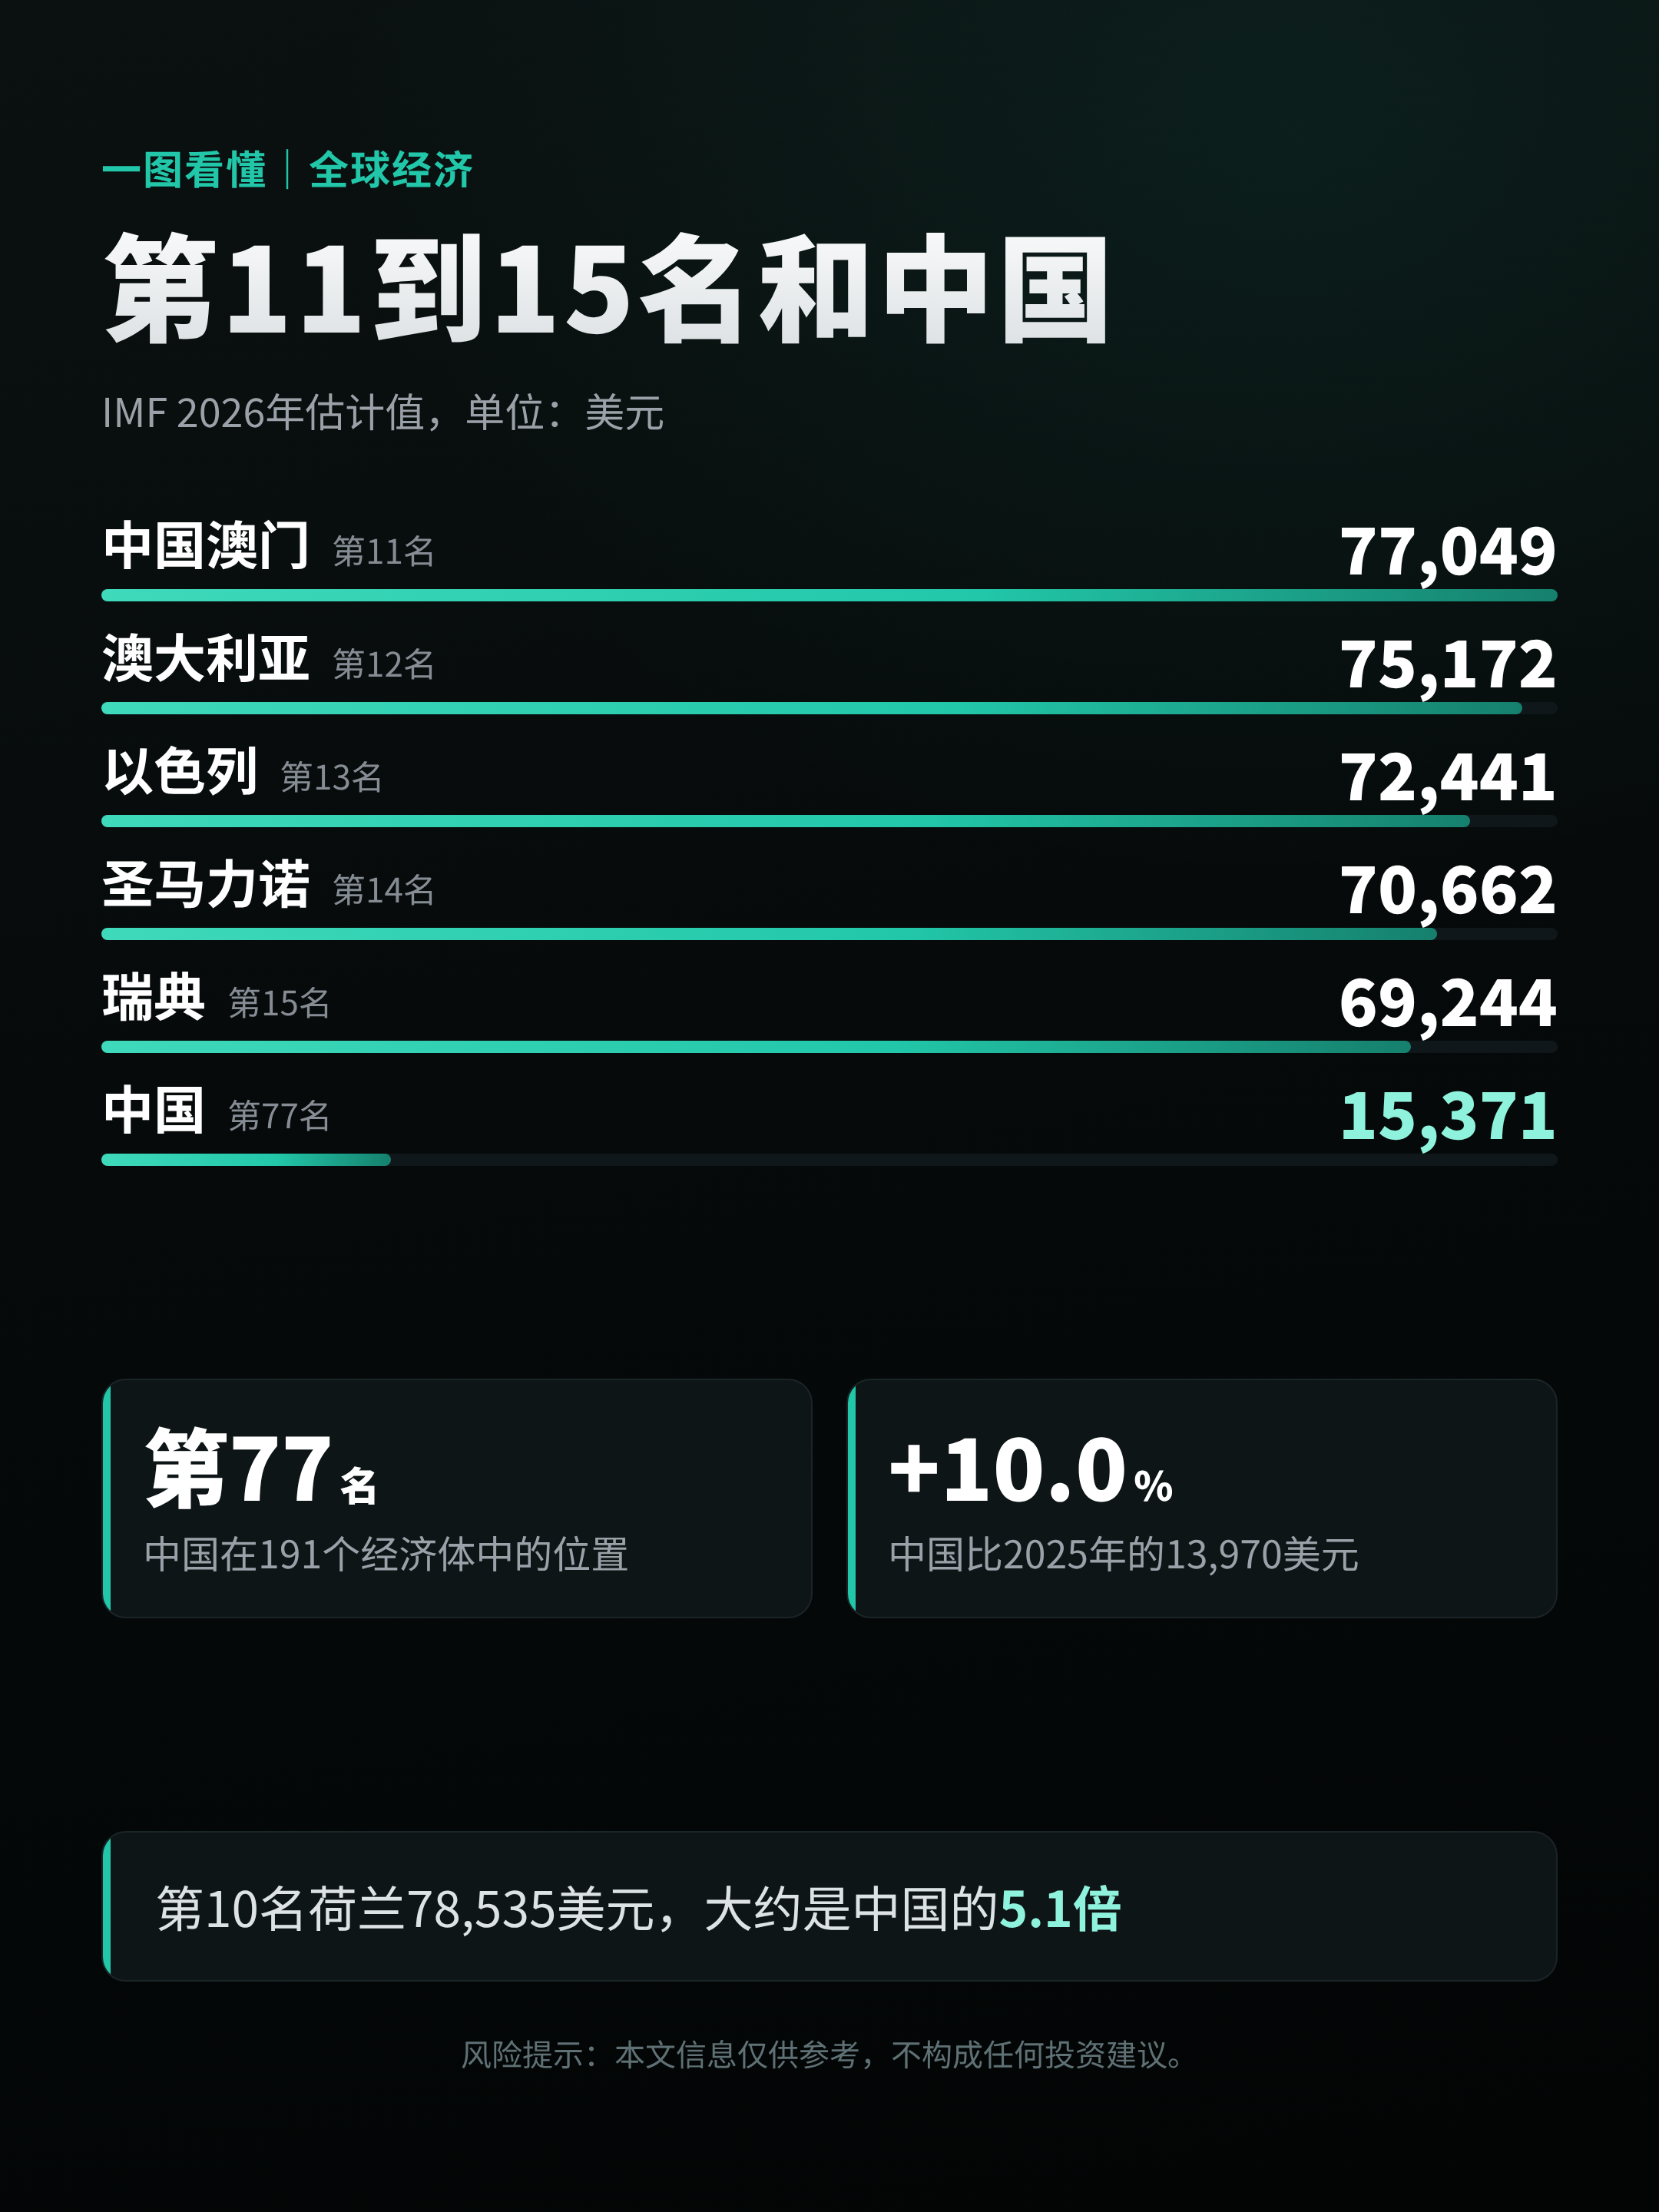 一图看懂｜全球经济
第11到15名和中国
IMF 2026年估计值，单位：美元
中国澳门 第11名 77,049
澳大利亚 第12名 75,172
以色列 第13名 72,441
圣马力诺 第14名 70,662
瑞典 第15名 69,244
中国 第77名 15,371
第77名
中国在191个经济体中的位置
+10.0%
中国比2025年的13,970美元
第10名荷兰78,535美元，大约是中国的5.1倍
风险提示：本文信息仅供参考，不构成任何投资建议。